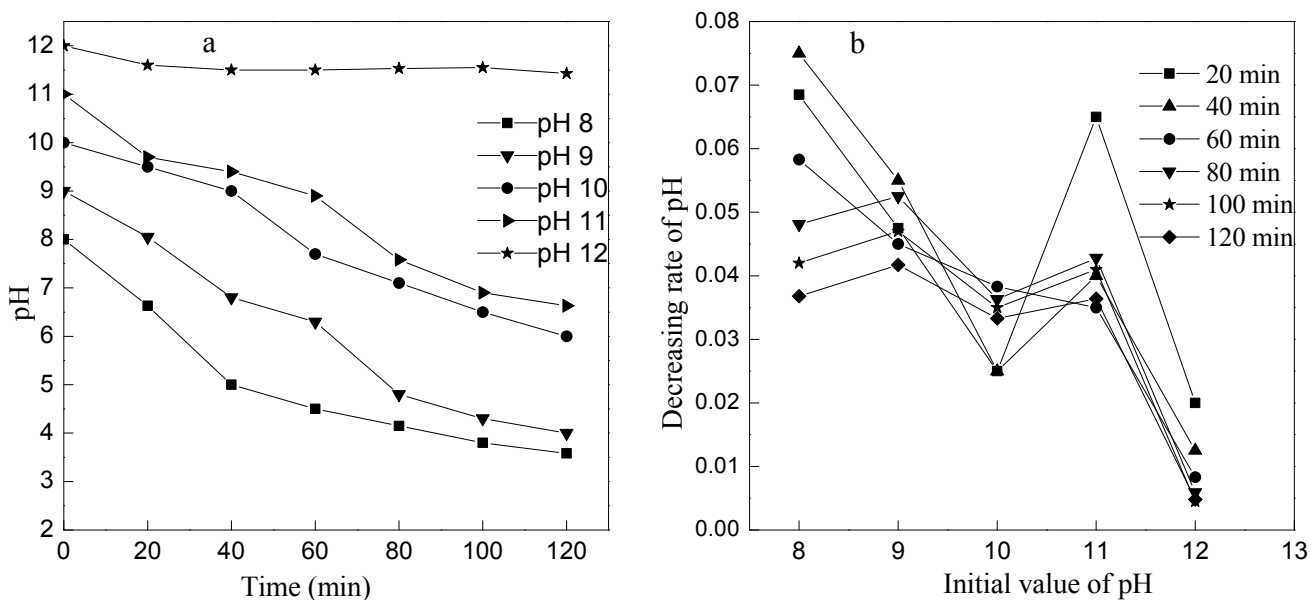 a
12
11
10
9
8
7
6
5
4
3
2
pH
0 20 40 60 80 100 120
Time (min)
pH 8
pH 9
pH 10
pH 11
pH 12
b
0.08
0.07
0.06
0.05
0.04
0.03
0.02
0.01
0.00
Decreasing rate of pH
8 9 10 11 12 13
Initial value of pH
20 min
40 min
60 min
80 min
100 min
120 min